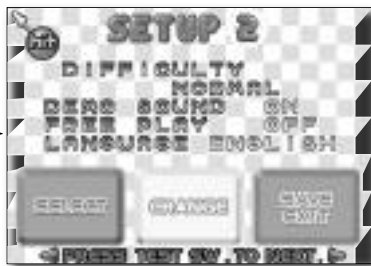 SETUP 2
DIFFICULTY
NORMAL
DEMO SOUND ON
FREE PLAY OFF
LANGUAGE ENGLISH
SELECT CHANGE SAVE EXIT
PRESS TEST SW. TO NEXT.